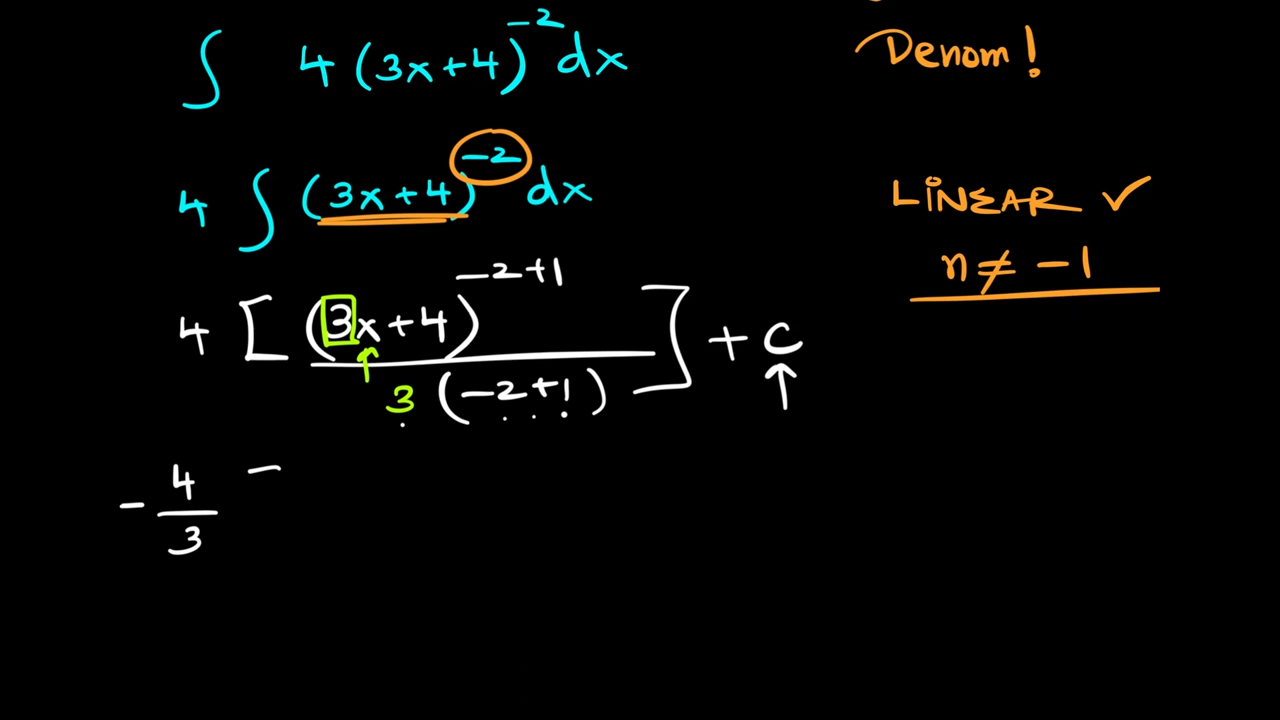 ∫ 4(3x+4)^-2 dx
Denom!
4 ∫ (3x+4)^-2 dx
LINEAR ✓
n ≠ -1
4 [ (3x+4)^-2+1 / 3(-2+1) ] + C
- 4/3 -